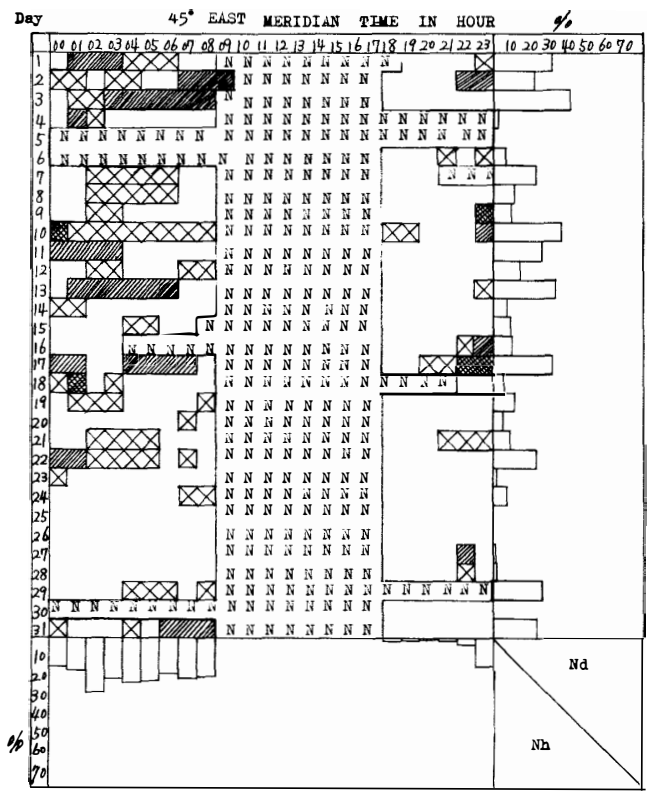 Day 45° EAST MERIDIAN TIME IN HOUR %
00 01 02 03 04 05 06 07 08 09 10 11 12 13 14 15 16 17 18 19 20 21 22 23 10 20 30 40 50 60 70
1 N N N N N N N N N
2 N N N N N N N
3 N N N N N N N N
4 N N N N N N N N N N N N N N
5 N N N N N N N N N N N N N N N N N N N N N N
6 N N N N N N N N N N N N N N N N
7 N N N N N N N N N N N
8 N N N N N N N N
9 N N N N N N N N
10 N N N N N N N N
11 N N N N N N N N
12 N N N N N N N N
13 N N N N N N N N
14 N N N N N N N N
15 N N N N N N N N N
16 N N N N N N N N N N N N N
17 N N N N N N N N
18 N N N N N N N N N N N N
19 N N N N N N N N
20 N N N N N N N N
21 N N N N N N N N
22 N N N N N N N N
23 N N N N N N N N
24 N N N N N N N N
25 N N N N N N N N
26 N N N N N N N N
27 N N N N N N N N
28 N N N N N N N N
29 N N N N N N N N N N N N N N
30 N N N N N N N N N N N N N N N N
31 N N N N N N N N
10
Nd
20
30
40
Nh
%
50
60
70